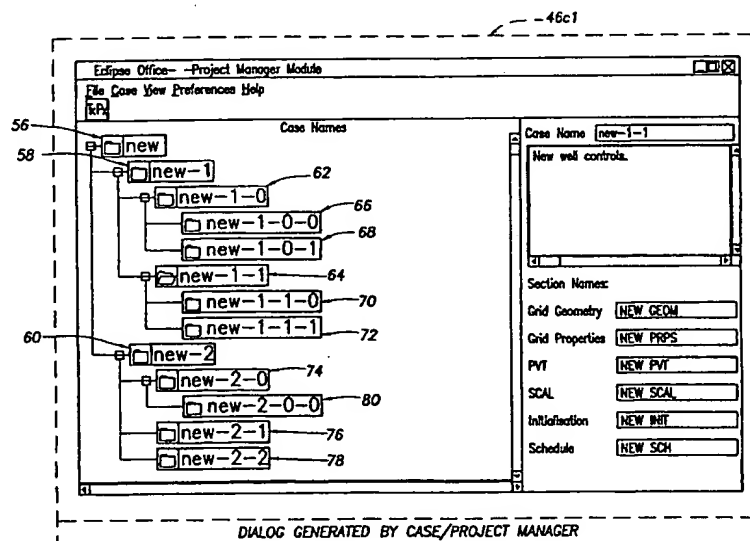 46c1
Eclipse Office- -Project Manager Module
File Case View Preferences Help
Case Names
56
new
58
new-1
62
new-1-0
66
new-1-0-0
68
new-1-0-1
new-1-1
64
new-1-1-0
70
new-1-1-1
72
60
new-2
74
new-2-0
new-2-0-0
80
new-2-1
76
new-2-2
78
Case Name new-1-1
New well controls.
Section Names:
Grid Geometry NEW GEOM
Grid Properties NEW PRPS
PVT NEW PVT
SCAL NEW SCAL
Initialisation NEW INIT
Schedule NEW SCH
DIALOG GENERATED BY CASE/PROJECT MANAGER